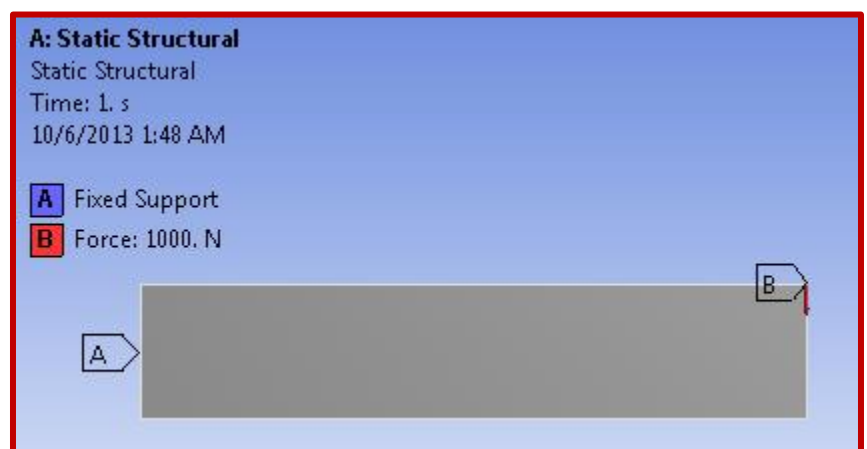 A: Static Structural
Static Structural
Time: 1. s
10/6/2013 1:48 AM
A Fixed Support
B Force: 1000. N
B
A